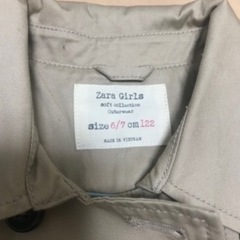 Zara Girls
soft collection
Outerwear
size 6/7 cm 122
MADE IN VIETNAM